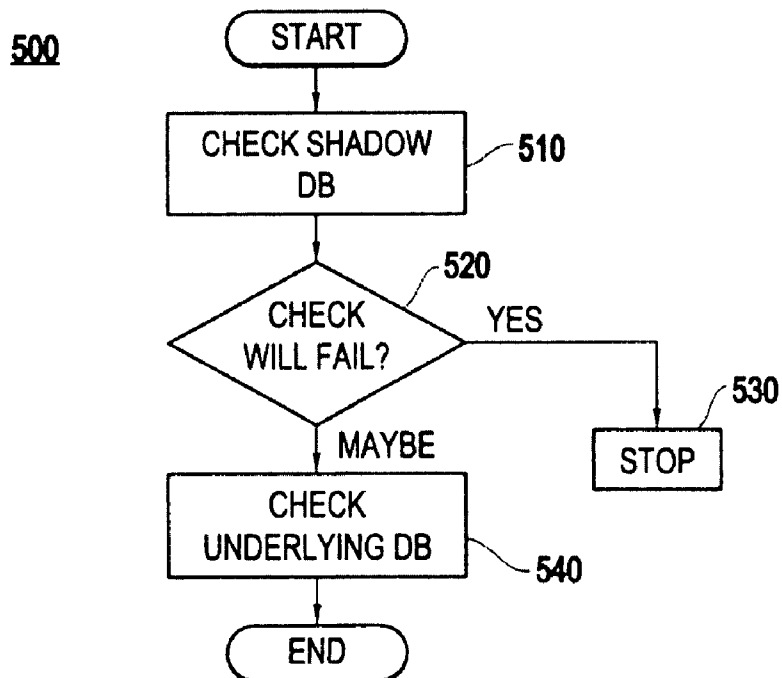 500
START
CHECK SHADOW
DB
510
520
CHECK
WILL FAIL?
YES
530
STOP
MAYBE
CHECK
UNDERLYING DB
540
END